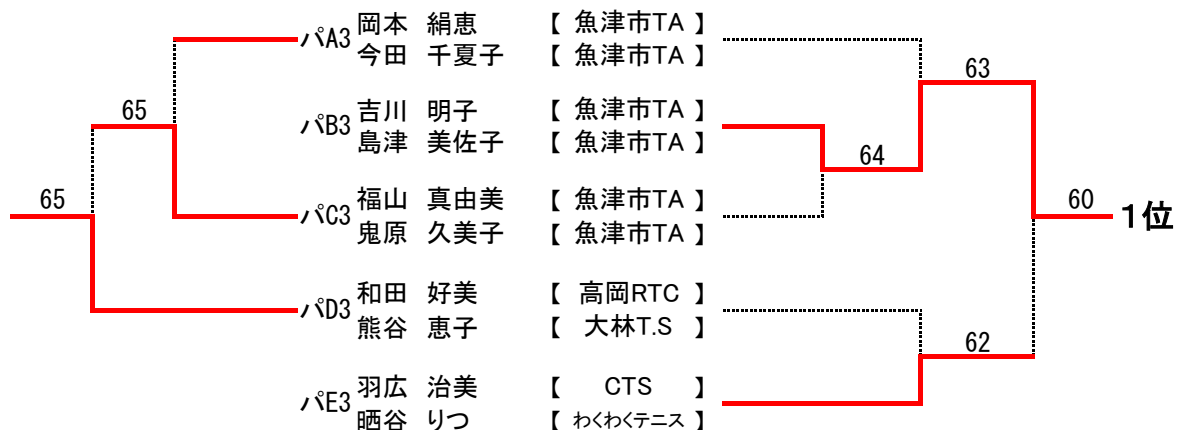 パA3 岡本 絹恵 【 魚津市TA 】
今田 千夏子 【 魚津市TA 】
63
65
パB3 吉川 明子 【 魚津市TA 】
島津 美佐子 【 魚津市TA 】
64
65
パC3 福山 真由美 【 魚津市TA 】
鬼原 久美子 【 魚津市TA 】
60
1位
パD3 和田 好美 【 高岡RTC 】
熊谷 恵子 【 大林T.S 】
62
パE3 羽広 治美 【 CTS 】
晒谷 りつ 【 わくわくテニス 】